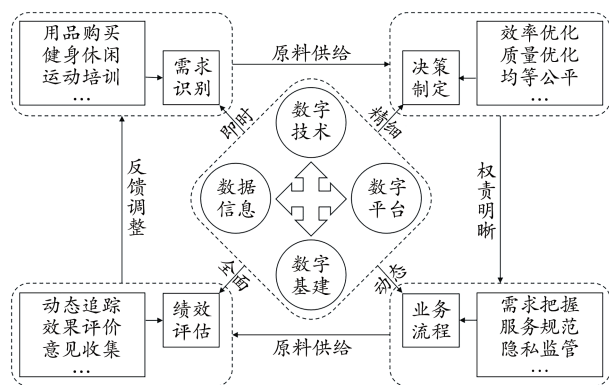 用品购买
健身休闲
运动培训
…
需求
识别
原料供给
决策
制定
效率优化
质量优化
均等公平
…
即时
数字
技术
精细
反馈调整
数据
信息
数字
平台
权责明晰
数字
基建
全面
动态
动态追踪
效果评价
意见收集
…
绩效
评估
原料供给
业务
流程
需求把握
服务规范
隐私监管
…